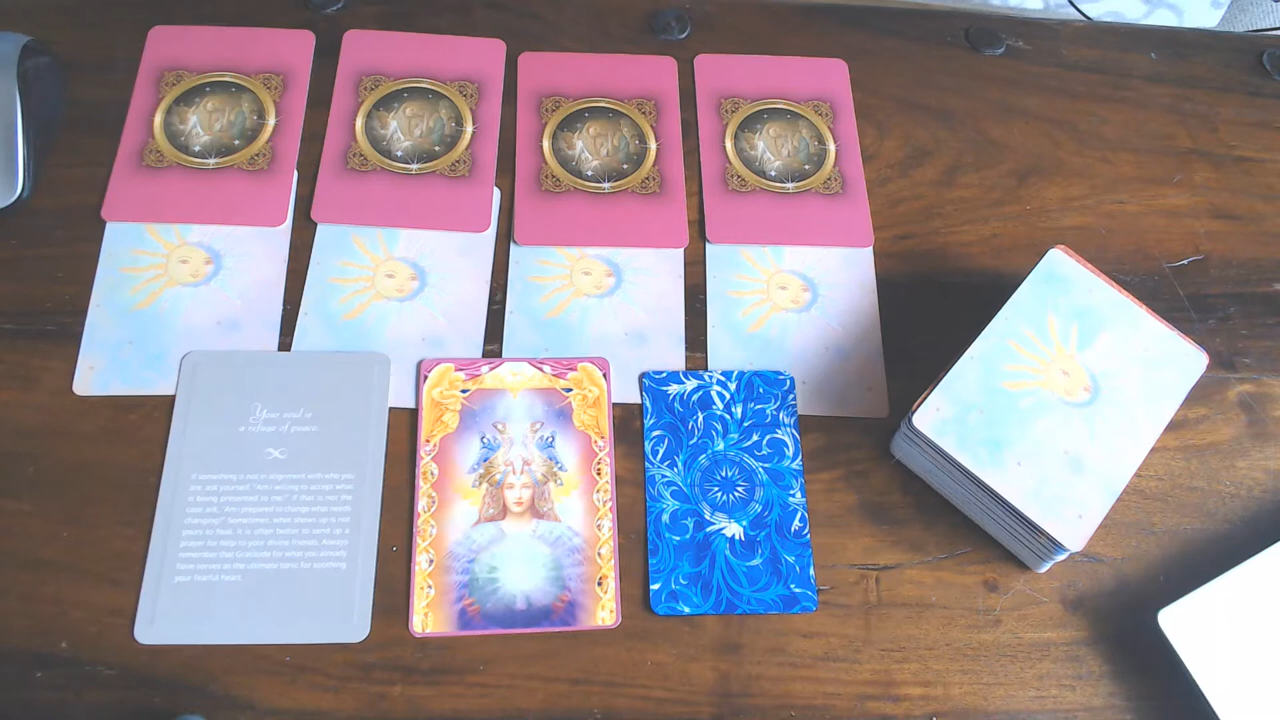 Your soul is
a refuge of peace.
If something is not in alignment with who you
are, ask yourself, "Am I willing to accept what
is being presented to me?" If that is not the
case ask, "Am I prepared to change what needs
changing?" Sometimes, what shows up is not
yours to heal. It is often better to send up a
prayer for help to your divine friends. Always
remember that Gratitude for what you already
have serves as the ultimate tonic for soothing
your fearful heart.